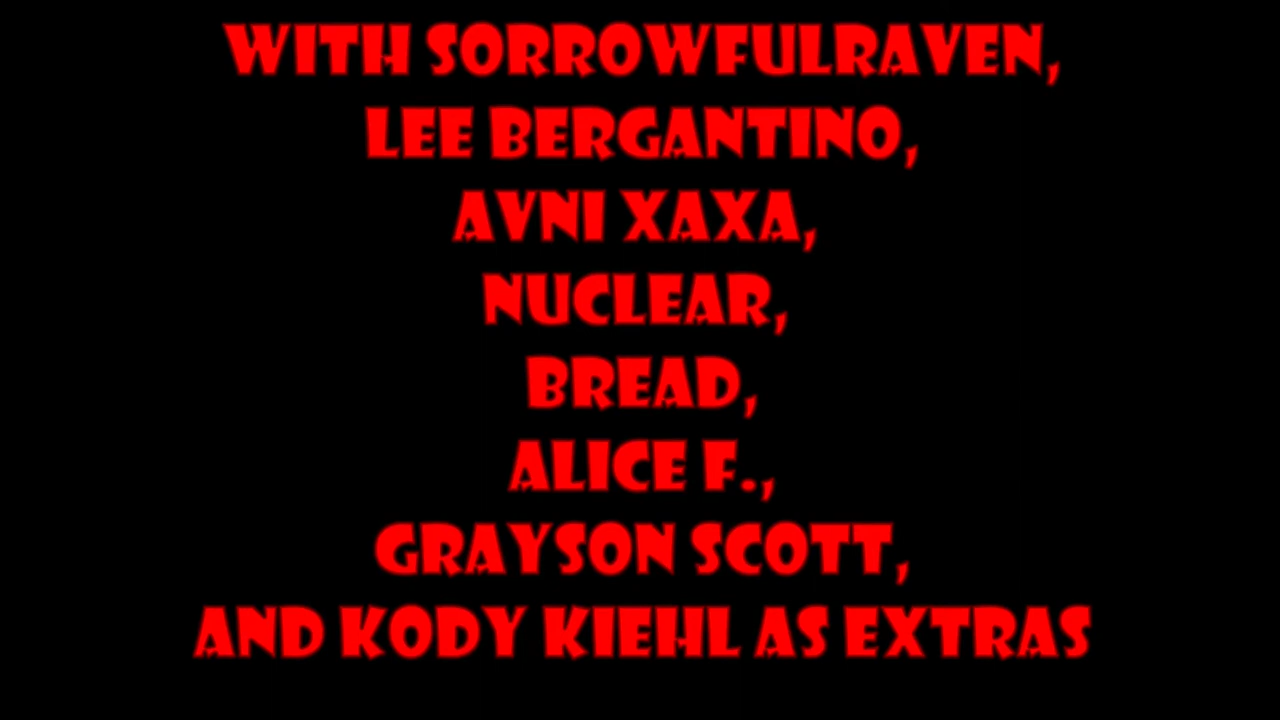 WITH SORROWFULRAVEN,
LEE BERGANTINO,
AVNI XAXA,
NUCLEAR,
BREAD,
ALICE F.,
GRAYSON SCOTT,
AND KODY KIEHL AS EXTRAS